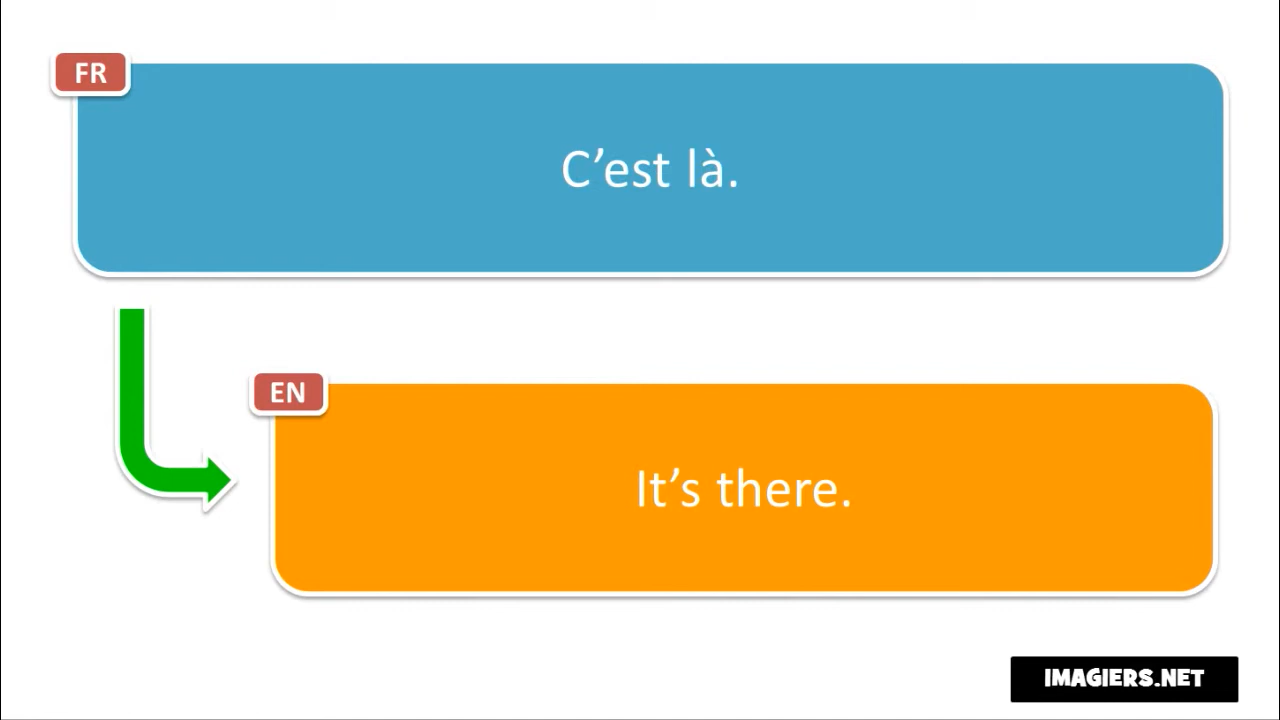 FR
C’est là.
EN
It’s there.
IMAGIERS.NET